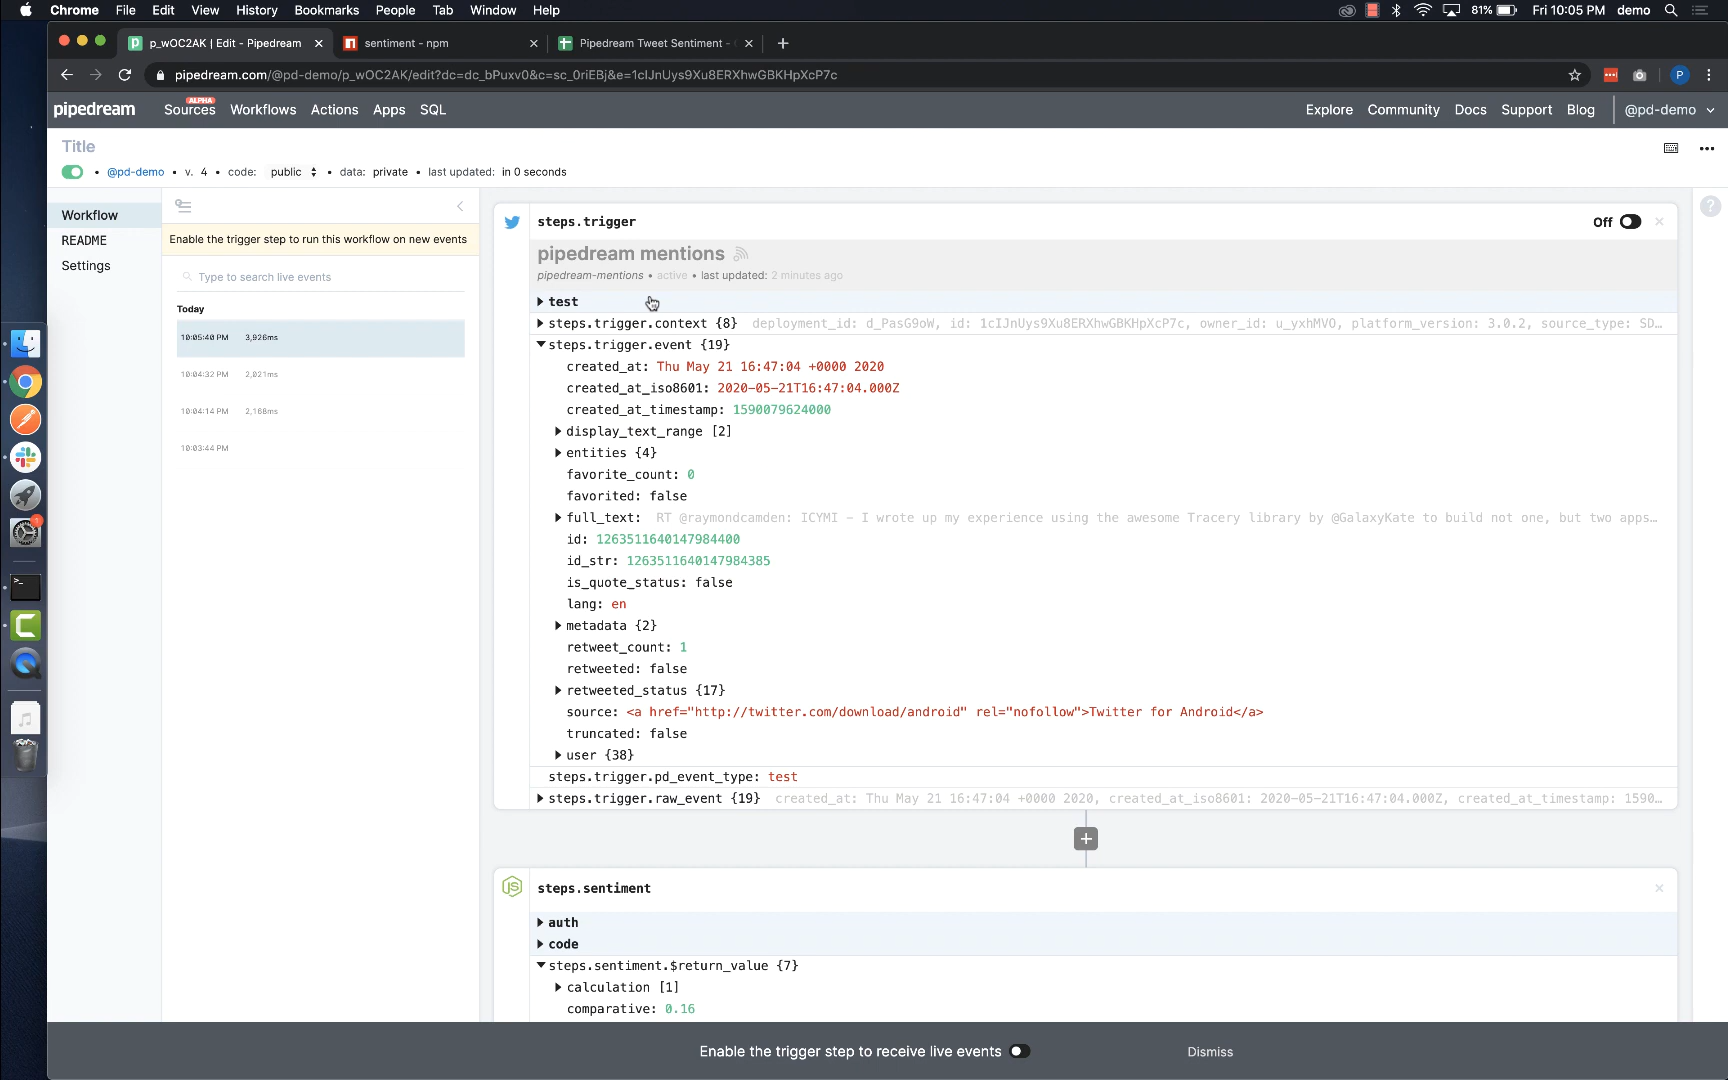 Chrome File Edit View History Bookmarks People Tab Window Help 81% Fri 10:05 PM demo
p_wOC2AK | Edit - Pipedream sentiment - npm Pipedream Tweet Sentiment -
pipedream.com/@pd-demo/p_wOC2AK/edit?dc=dc_bPuxv0&c=sc_0riEBj&e=1cIJnUys9Xu8ERXhwGBKHpXcP7c P
pipedream Sources ALPHA Workflows Actions Apps SQL Explore Community Docs Support Blog @pd-demo
Title
• @pd-demo • v. 4 • code: public • data: private • last updated: in 0 seconds
Workflow
README
Settings
Enable the trigger step to run this workflow on new events
Type to search live events
Today
10:05:40 PM 3,926ms
10:04:32 PM 2,021ms
10:04:14 PM 2,168ms
10:03:44 PM
steps.trigger Off
pipedream mentions
pipedream-mentions • active • last updated: 2 minutes ago
test
steps.trigger.context {8} deployment_id: d_PasG9oW, id: 1cIJnUys9Xu8ERXhwGBKHpXcP7c, owner_id: u_yxhMVO, platform_version: 3.0.2, source_type: SD…
steps.trigger.event {19}
created_at: Thu May 21 16:47:04 +0000 2020
created_at_iso8601: 2020-05-21T16:47:04.000Z
created_at_timestamp: 1590079624000
display_text_range [2]
entities {4}
favorite_count: 0
favorited: false
full_text: RT @raymondcamden: ICYMI – I wrote up my experience using the awesome Tracery library by @GalaxyKate to build not one, but two apps…
id: 1263511640147984400
id_str: 1263511640147984385
is_quote_status: false
lang: en
metadata {2}
retweet_count: 1
retweeted: false
retweeted_status {17}
source: <a href="http://twitter.com/download/android" rel="nofollow">Twitter for Android</a>
truncated: false
user {38}
steps.trigger.pd_event_type: test
steps.trigger.raw_event {19} created_at: Thu May 21 16:47:04 +0000 2020, created_at_iso8601: 2020-05-21T16:47:04.000Z, created_at_timestamp: 1590…
steps.sentiment
auth
code
steps.sentiment.$return_value {7}
calculation [1]
comparative: 0.16
Enable the trigger step to receive live events Dismiss